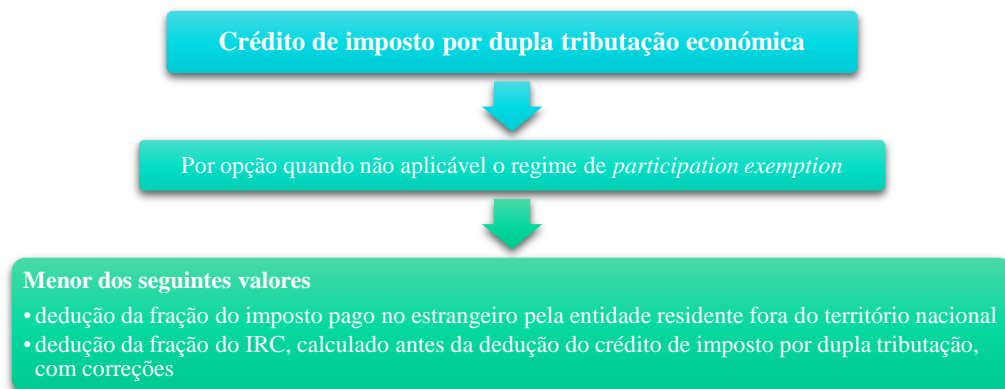 Crédito de imposto por dupla tributação económica
Por opção quando não aplicável o regime de participation exemption
Menor dos seguintes valores
• dedução da fração do imposto pago no estrangeiro pela entidade residente fora do território nacional
• dedução da fração do IRC, calculado antes da dedução do crédito de imposto por dupla tributação,
com correções